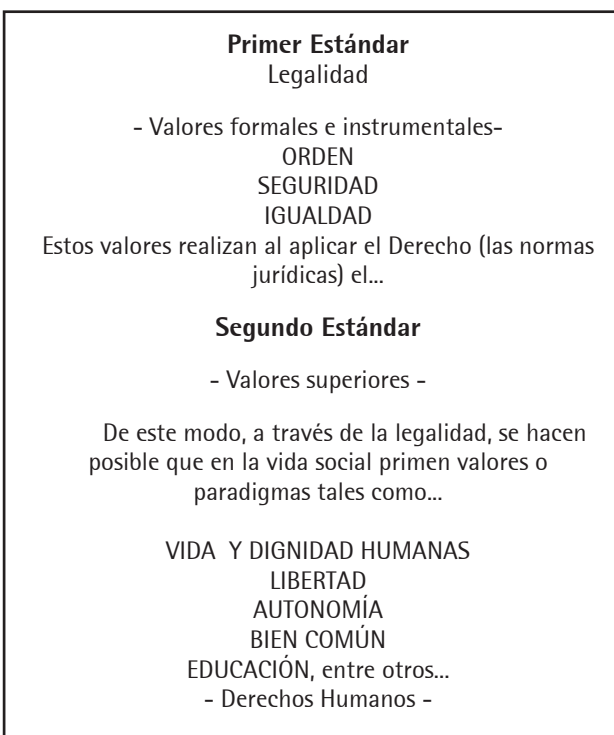 Primer Estándar
Legalidad
- Valores formales e instrumentales-
ORDEN
SEGURIDAD
IGUALDAD
Estos valores realizan al aplicar el Derecho (las normas
jurídicas) el...
Segundo Estándar
- Valores superiores -
De este modo, a través de la legalidad, se hacen
posible que en la vida social primen valores o
paradigmas tales como...
VIDA Y DIGNIDAD HUMANAS
LIBERTAD
AUTONOMÍA
BIEN COMÚN
EDUCACIÓN, entre otros...
- Derechos Humanos -